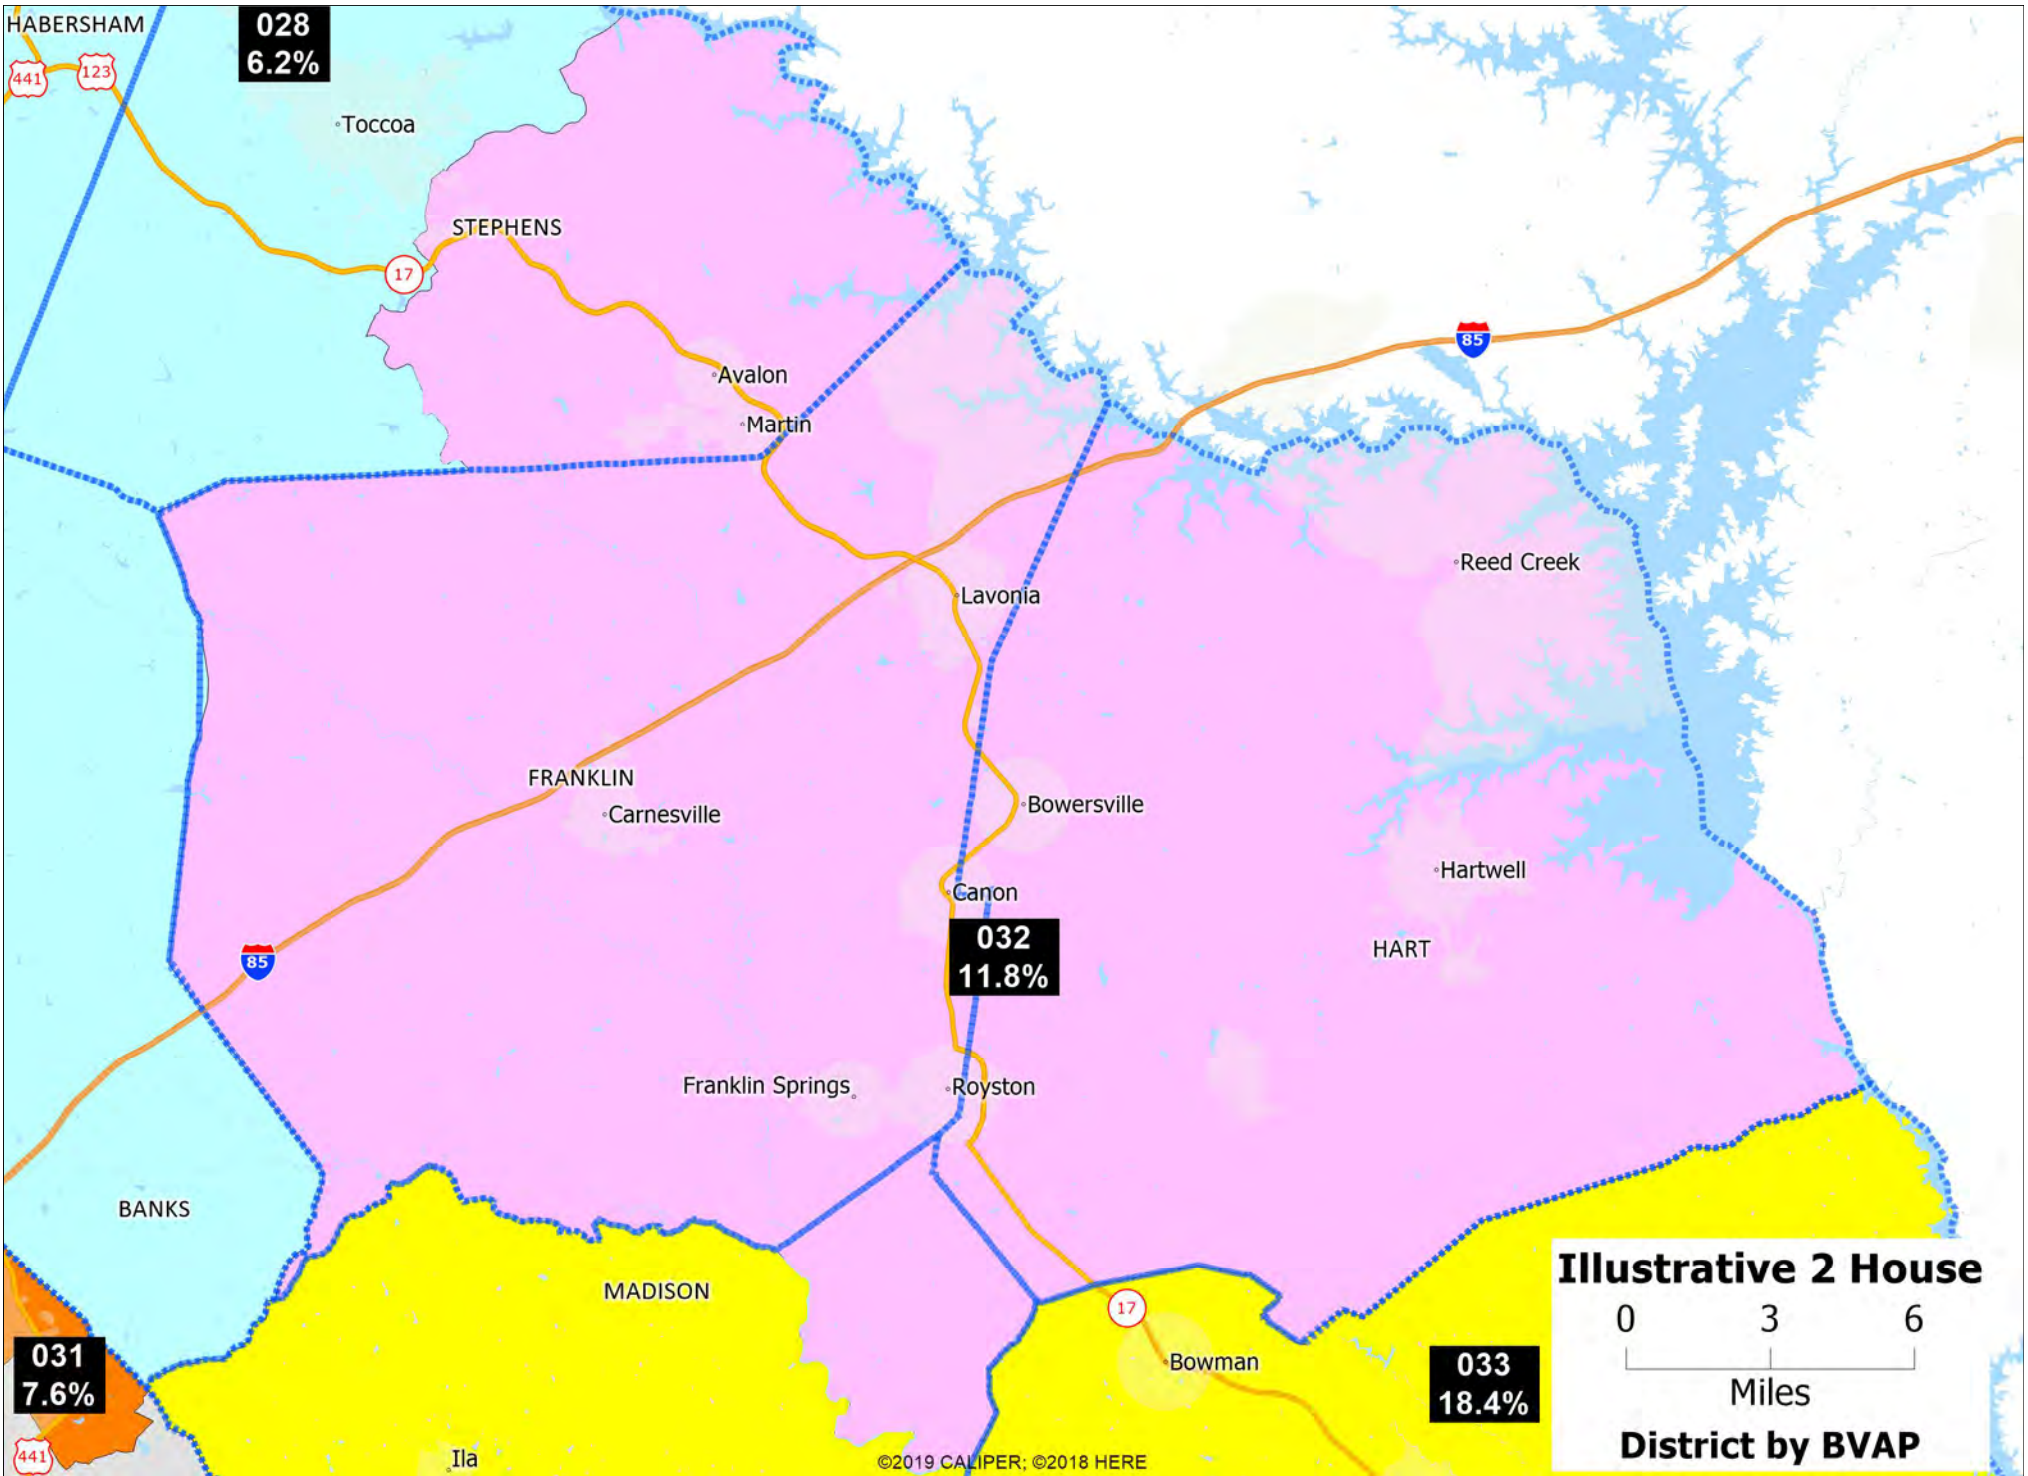 HABERSHAM
028
6.2%
441
123
Toccoa
STEPHENS
17
85
Avalon
Martin
Reed Creek
Lavonia
FRANKLIN
Carnesville
Bowersville
Hartwell
Canon
032
11.8%
HART
85
Franklin Springs
Royston
BANKS
MADISON
Illustrative 2 House
0 3 6
Miles
District by BVAP
17
Bowman
031
7.6%
033
18.4%
441
Ila
©2019 CALIPER; ©2018 HERE